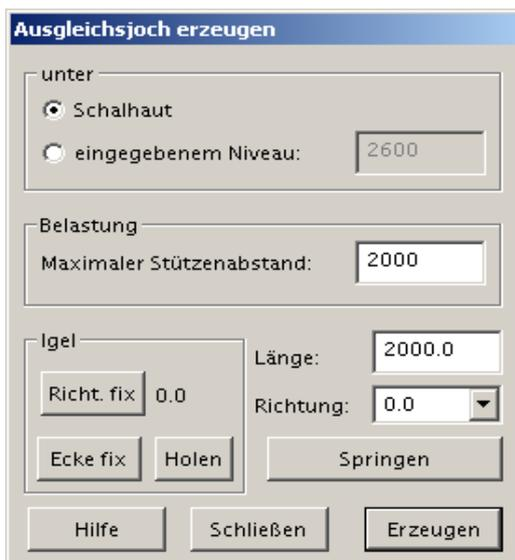 Ausgleichsjoch erzeugen
unter
Schalhaut
eingegebenem Niveau: 2600
Belastung
Maximaler Stützenabstand: 2000
Igel
Richt. fix 0.0
Ecke fix Holen
Länge: 2000.0
Richtung: 0.0
Springen
Hilfe Schließen Erzeugen